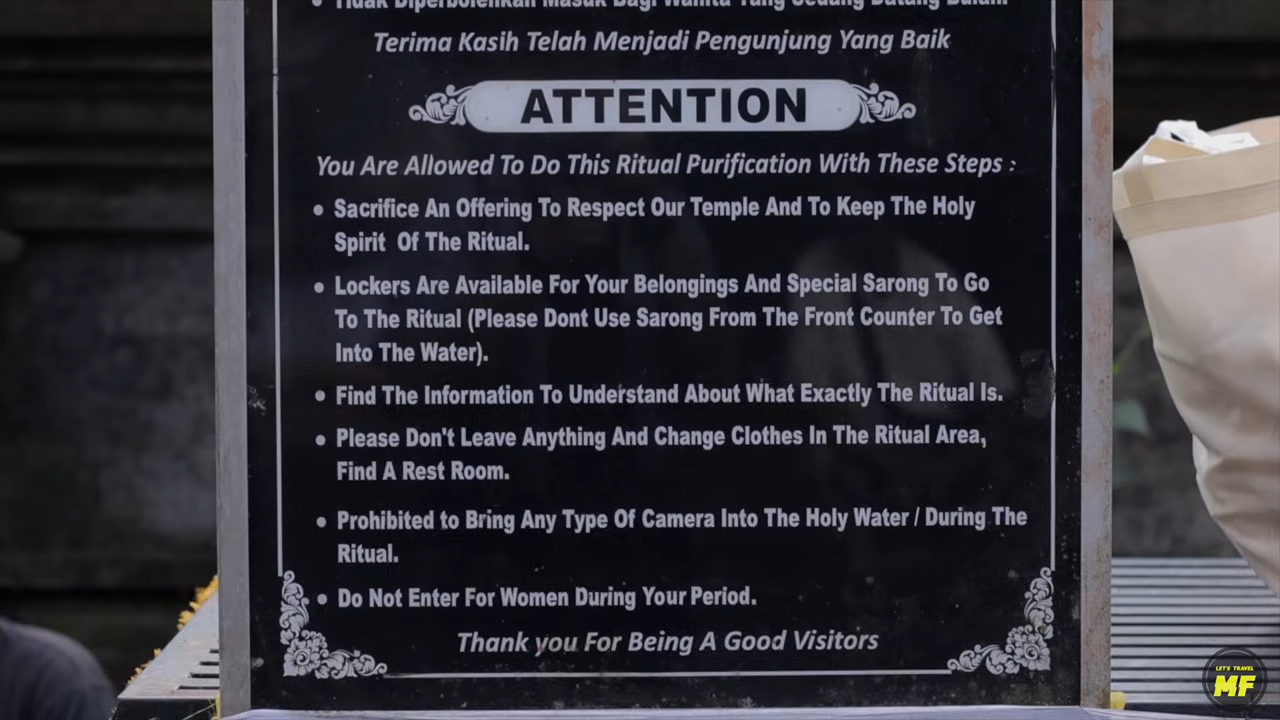 Tidak Diperbolehkan Masuk Bagi Wanita Yang Sedang Datang Bulan.
Terima Kasih Telah Menjadi Pengunjung Yang Baik
ATTENTION
You Are Allowed To Do This Ritual Purification With These Steps :
• Sacrifice An Offering To Respect Our Temple And To Keep The Holy
Spirit Of The Ritual.
• Lockers Are Available For Your Belongings And Special Sarong To Go
To The Ritual (Please Dont Use Sarong From The Front Counter To Get
Into The Water).
• Find The Information To Understand About What Exactly The Ritual Is.
• Please Don't Leave Anything And Change Clothes In The Ritual Area,
Find A Rest Room.
• Prohibited to Bring Any Type Of Camera Into The Holy Water / During The
Ritual.
• Do Not Enter For Women During Your Period.
Thank you For Being A Good Visitors
LET'S TRAVEL
MF